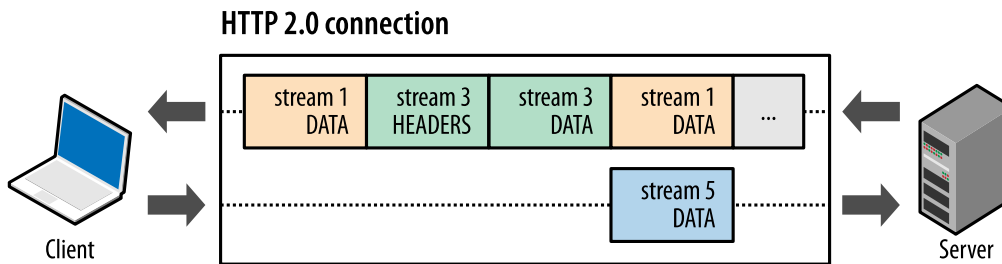 HTTP 2.0 connection
stream 1
DATA
stream 3
HEADERS
stream 3
DATA
stream 1
DATA
...
stream 5
DATA
Client
Server